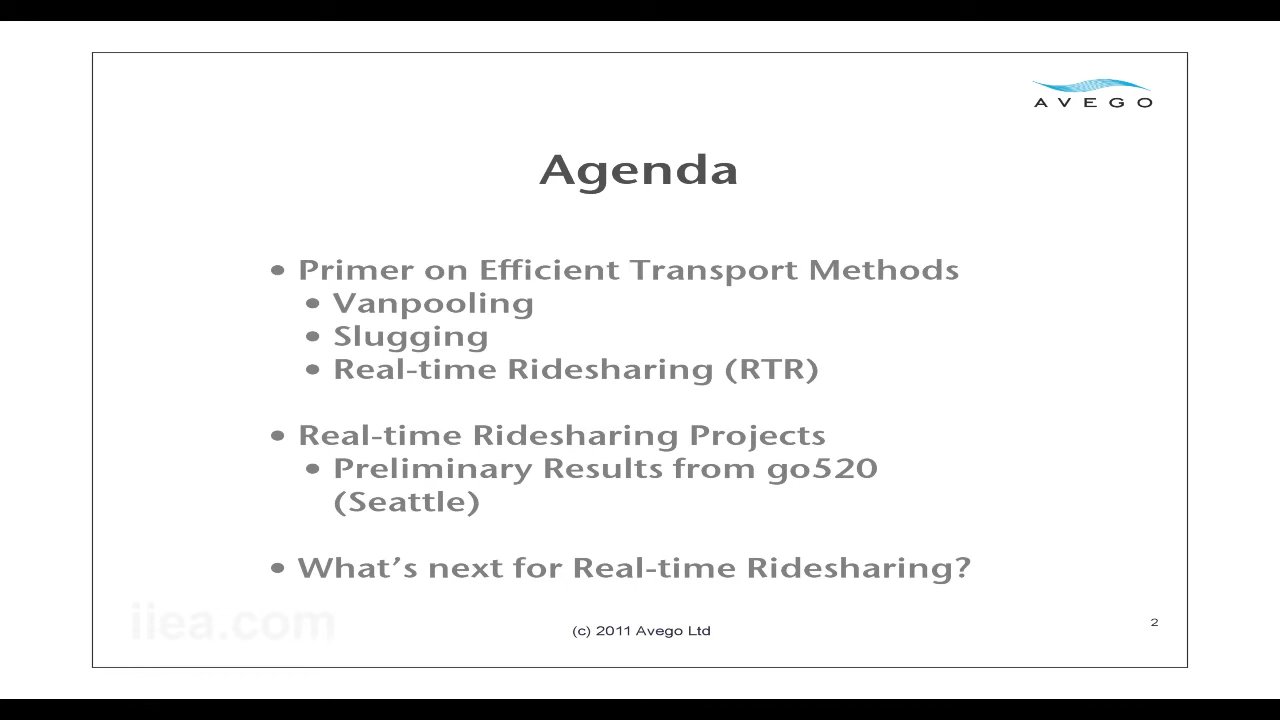 AVEGO
Agenda
• Primer on Efficient Transport Methods
• Vanpooling
• Slugging
• Real-time Ridesharing (RTR)
• Real-time Ridesharing Projects
• Preliminary Results from go520
(Seattle)
• What’s next for Real-time Ridesharing?
iiea.com
(c) 2011 Avego Ltd
2